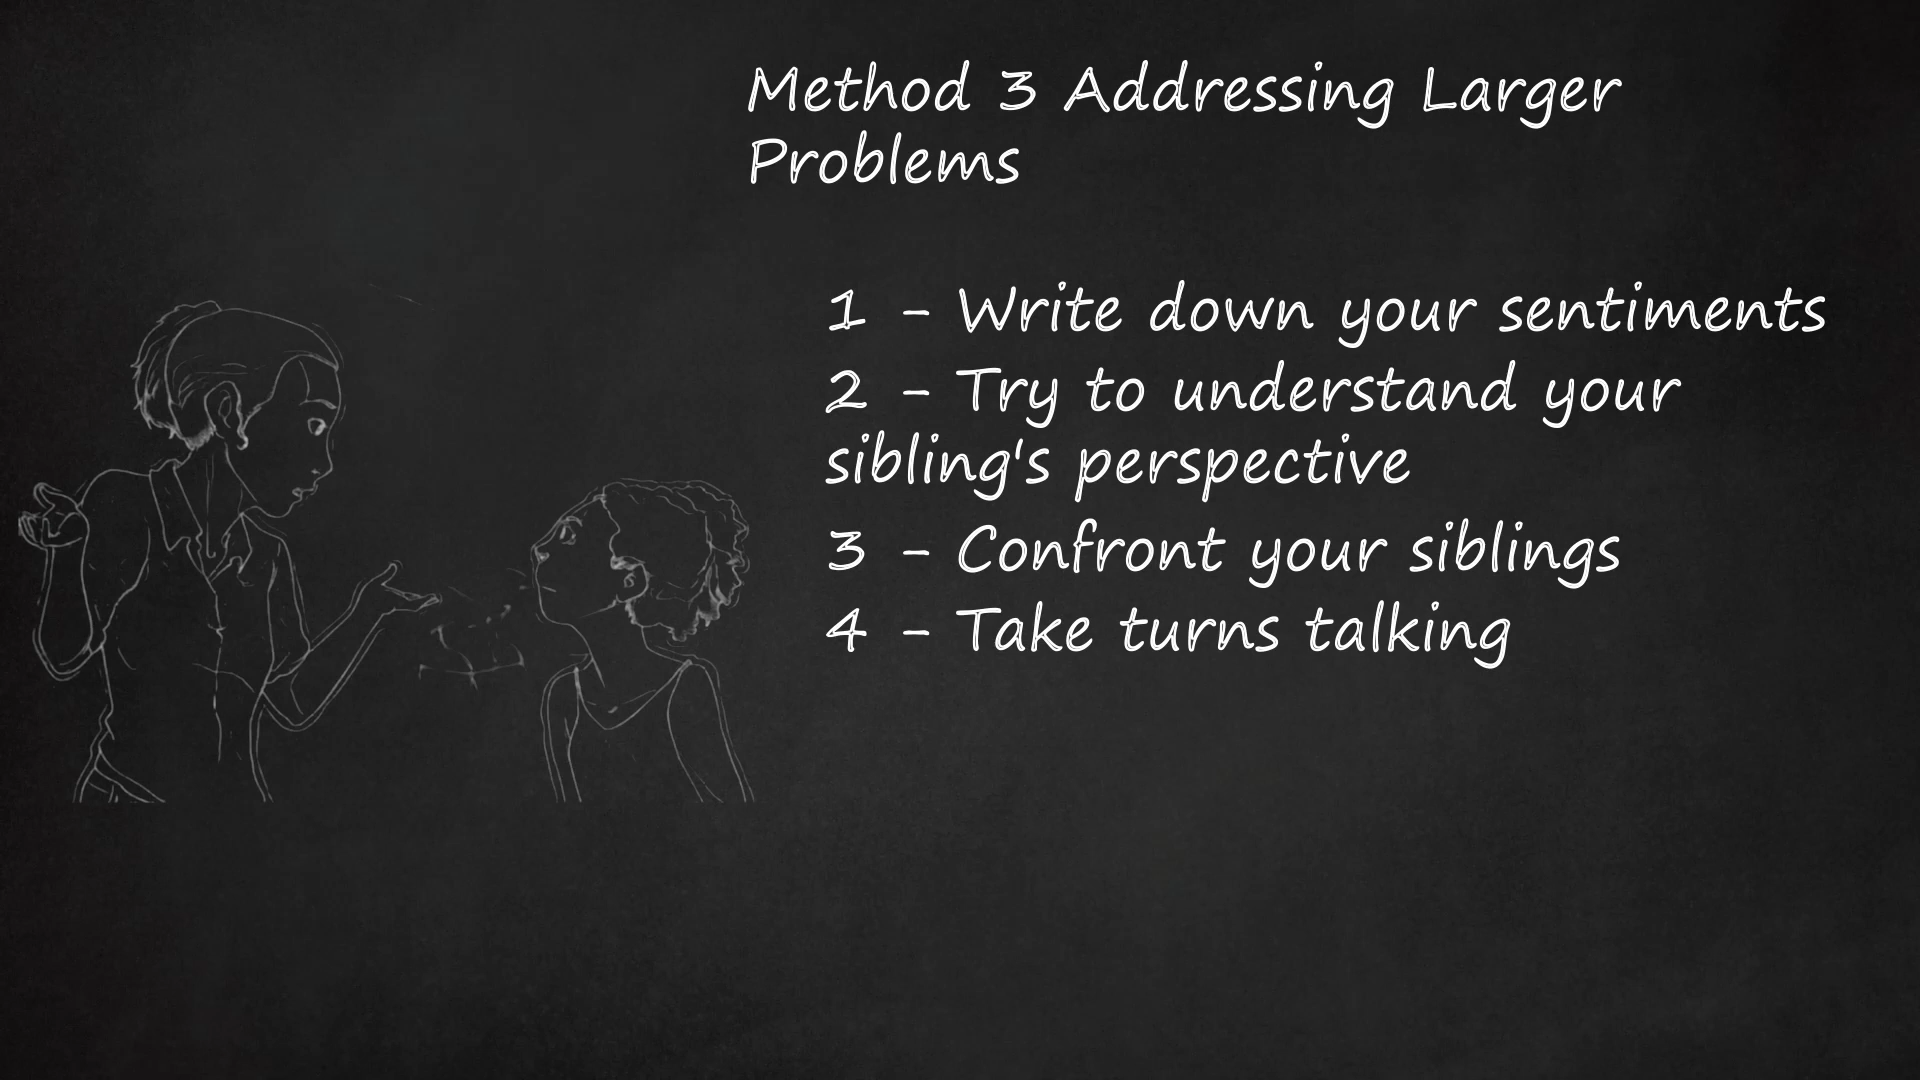 Method 3 Addressing Larger
Problems
1 - Write down your sentiments
2 - Try to understand your
sibling's perspective
3 - Confront your siblings
4 - Take turns talking